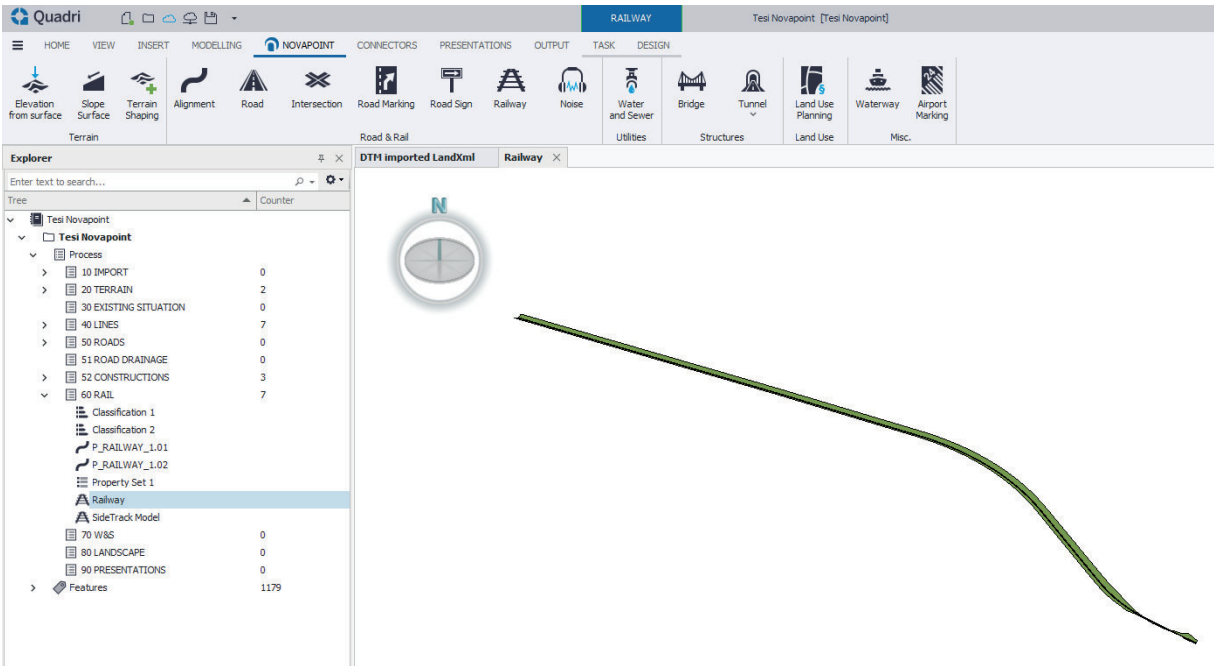 Quadri
RAILWAY
Tesi Novapoint [Tesi Novapoint]
HOME VIEW INSERT MODELLING NOVAPOINT CONNECTORS PRESENTATIONS OUTPUT TASK DESIGN
Elevation from surface
Slope Surface
Terrain Shaping
Alignment
Road
Intersection
Road Marking
Road Sign
Railway
Noise
Water and Sewer
Bridge
Tunnel
Land Use Planning
Waterway
Airport Marking
Terrain Road & Rail Utilities Structures Land Use Misc.
Explorer
DTM imported LandXml Railway
Enter text to search...
Tree Counter
Tesi Novapoint
Tesi Novapoint
Process
10 IMPORT 0
20 TERRAIN 2
30 EXISTING SITUATION 0
40 LINES 7
50 ROADS 0
51 ROAD DRAINAGE 0
52 CONSTRUCTIONS 3
60 RAIL 7
Classification 1
Classification 2
P_RAILWAY_1.01
P_RAILWAY_1.02
Property Set 1
Railway
SideTrack Model
70 W&S 0
80 LANDSCAPE 0
90 PRESENTATIONS 0
Features 1179
N